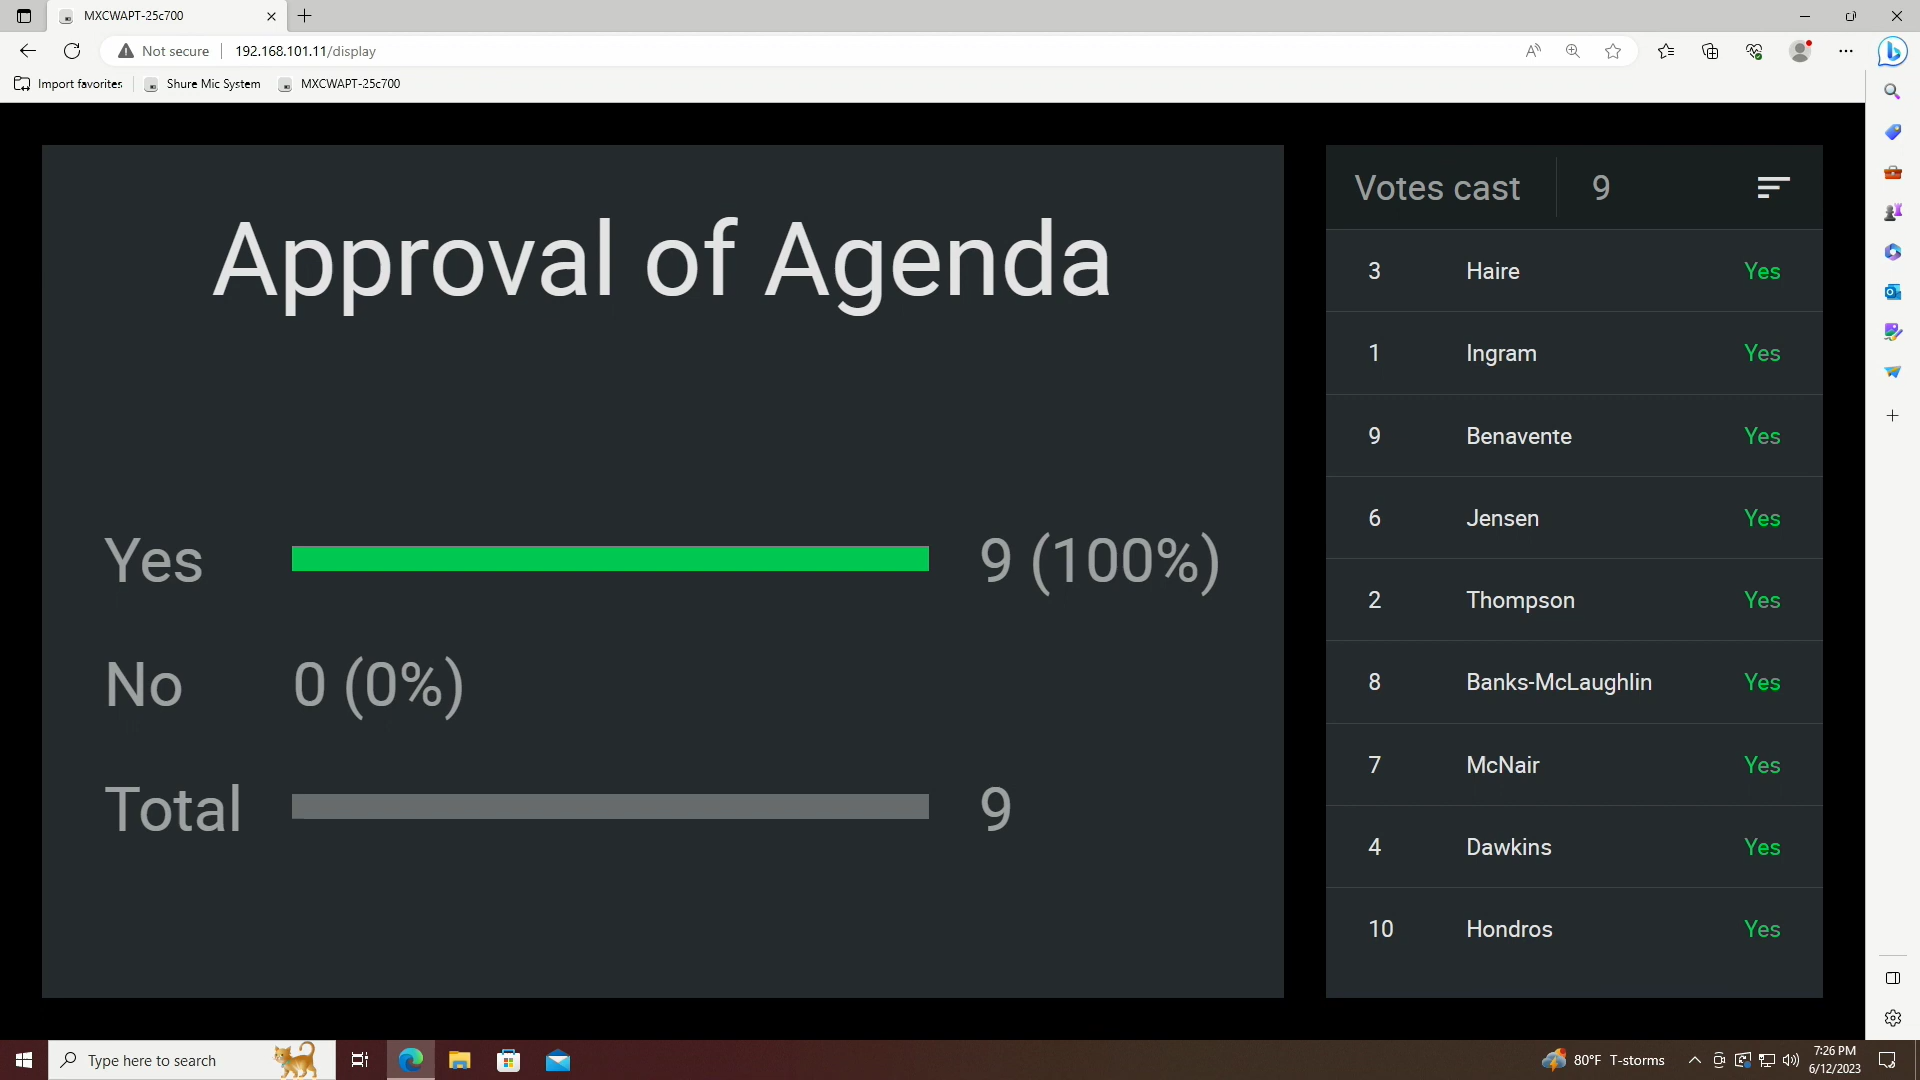 MXCWAPT-25c700
Not secure 192.168.101.11/display
Import favorites Shure Mic System MXCWAPT-25c700
Approval of Agenda
Yes 9 (100%)
No 0 (0%)
Total 9
Votes cast 9
3 Haire Yes
1 Ingram Yes
9 Benavente Yes
6 Jensen Yes
2 Thompson Yes
8 Banks-McLaughlin Yes
7 McNair Yes
4 Dawkins Yes
10 Hondros Yes
Type here to search
80°F T-storms
7:26 PM
6/12/2023